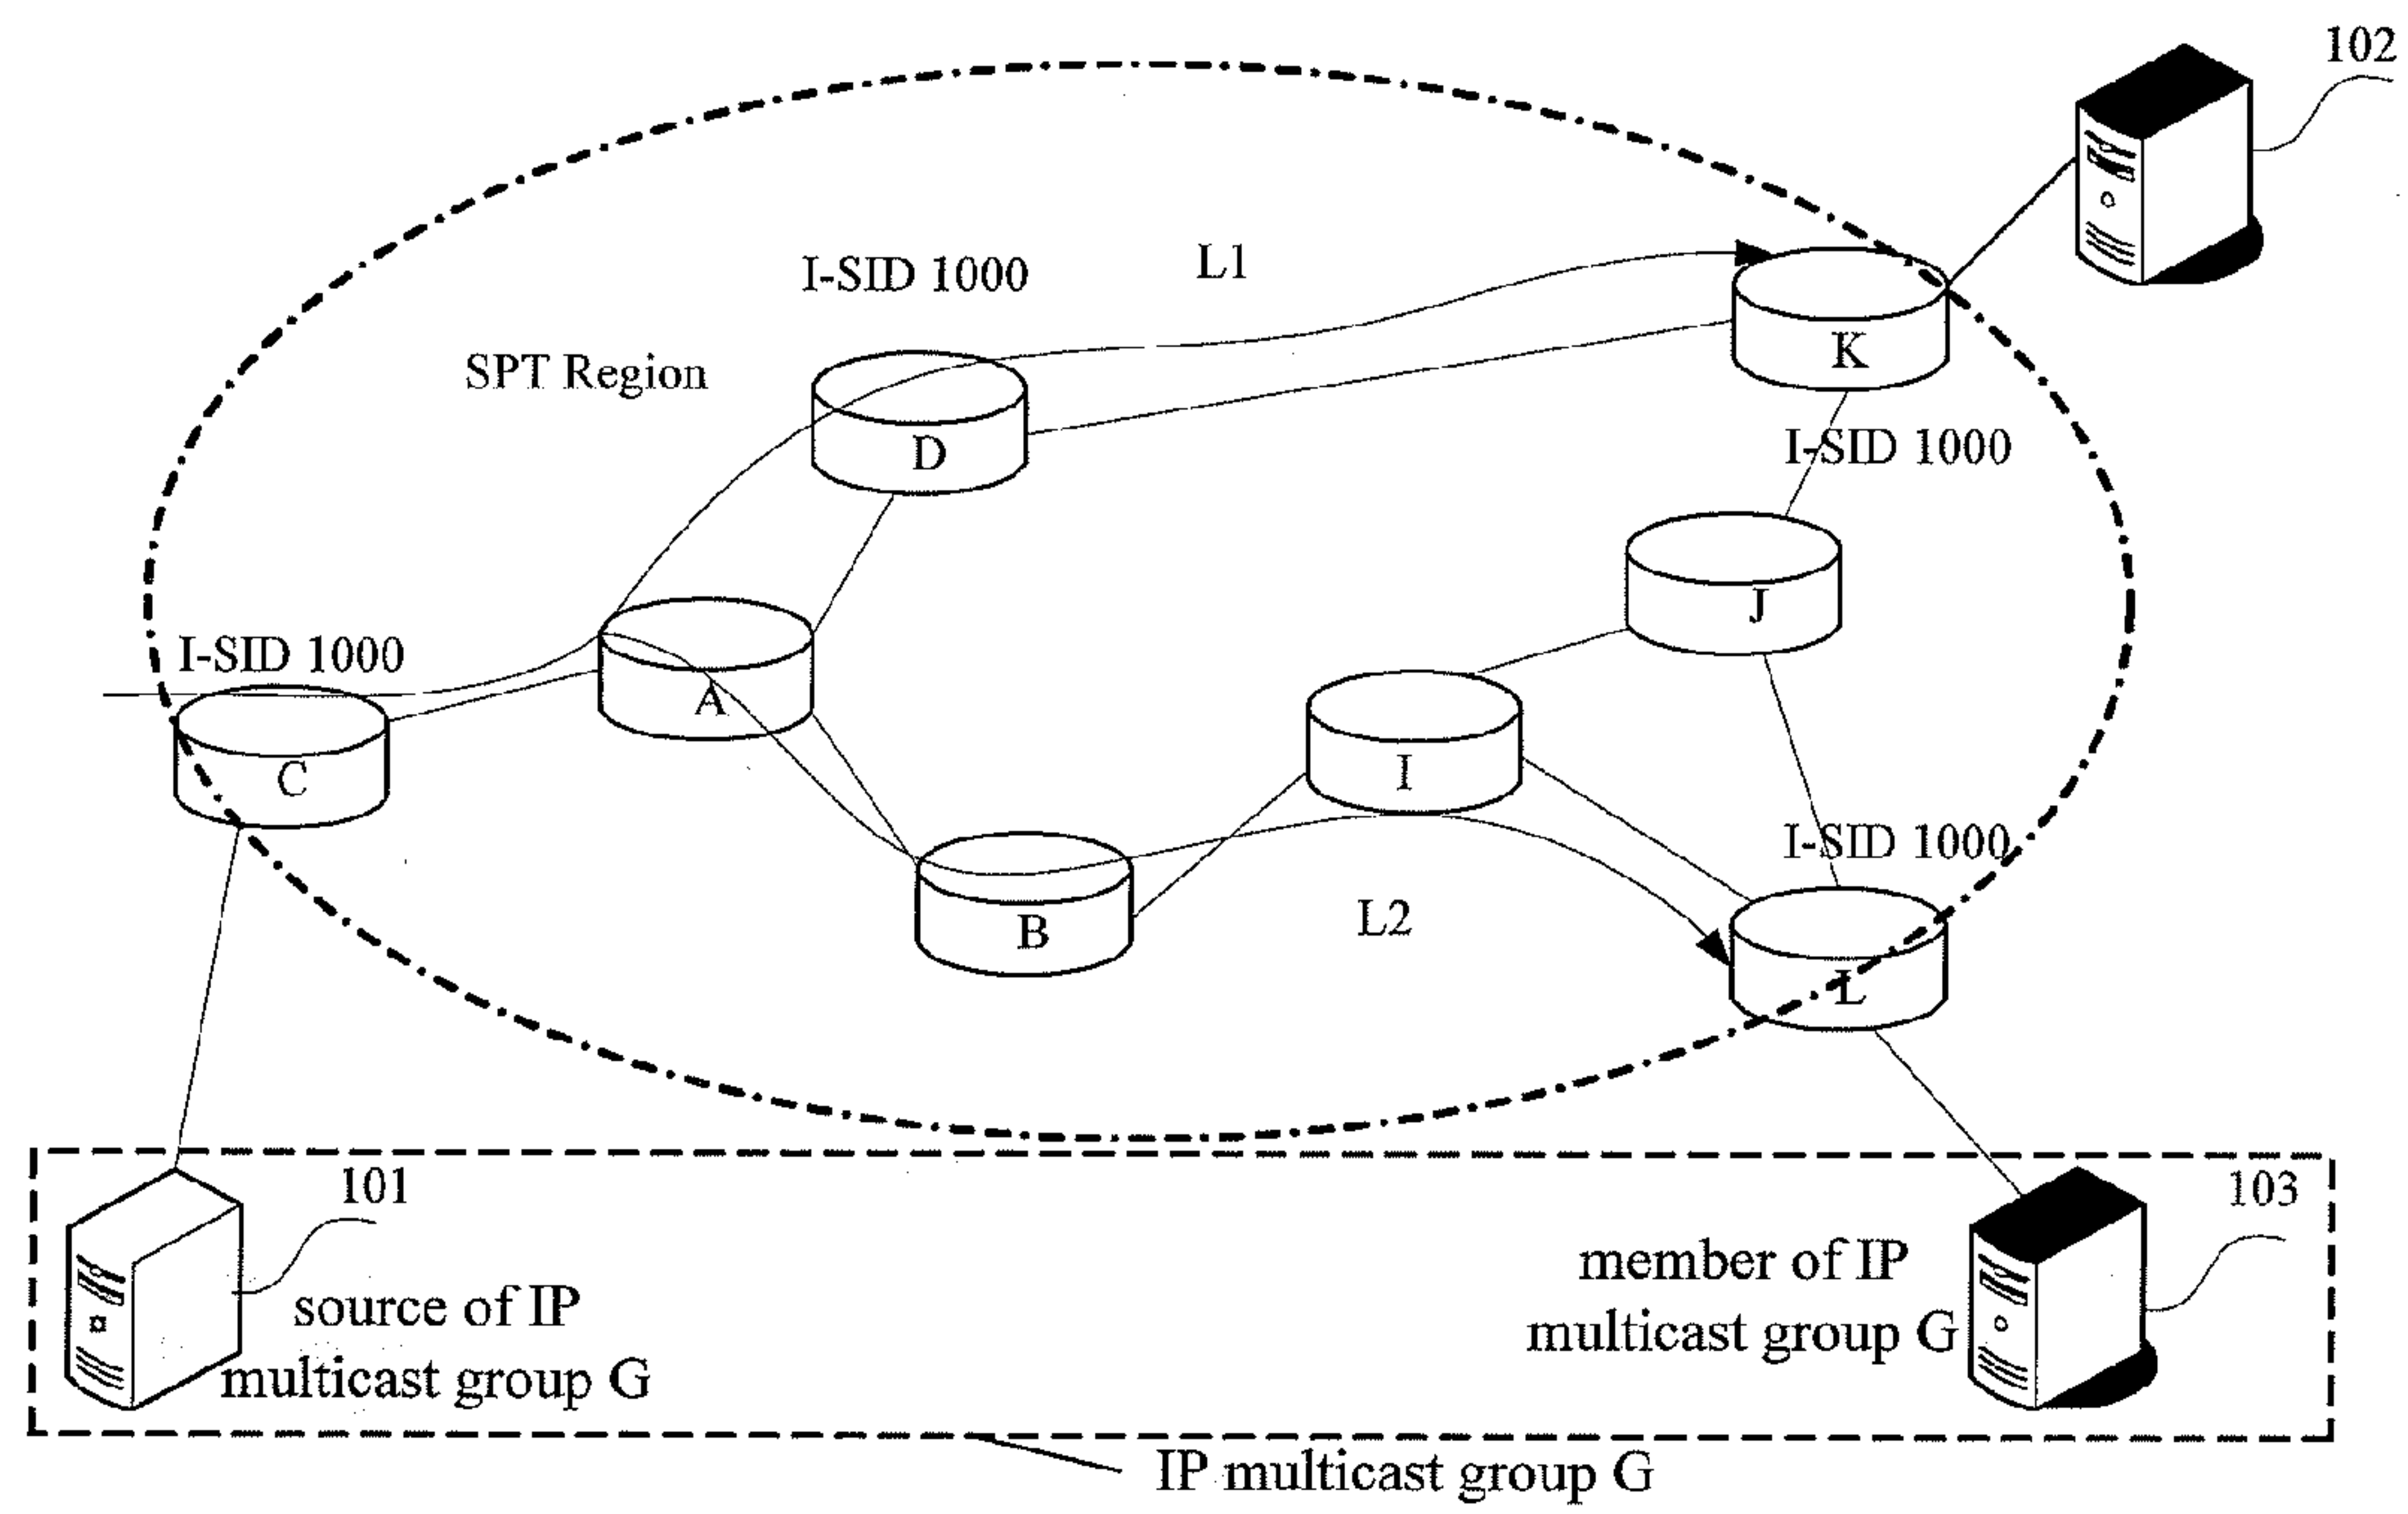 102
I-SID 1000
L1
SPT Region
K
D
I-SID 1000
J
I-SID 1000
A
C
I
I-SID 1000
B
L2
L
101
103
source of IP
multicast group G
member of IP
multicast group G
IP multicast group G